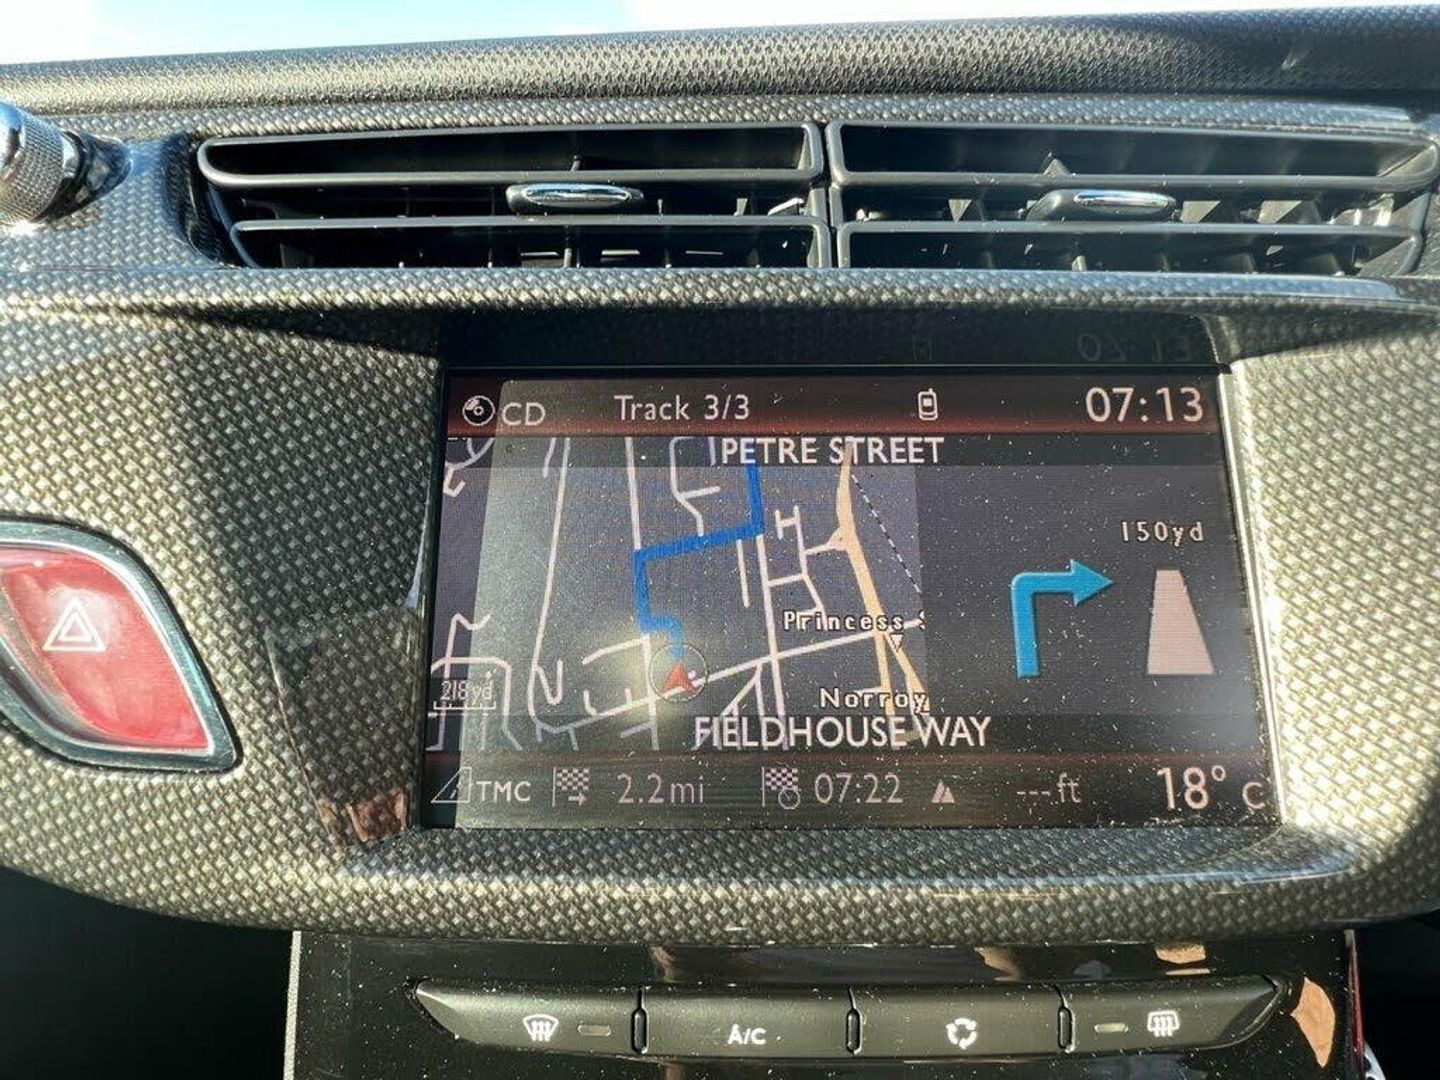 CD Track 3/3 07:13
PETRE STREET
150yd
Princess
218yd
Norroy
FIELDHOUSE WAY
TMC 2.2mi 07:22 ---ft 18° C
A/C